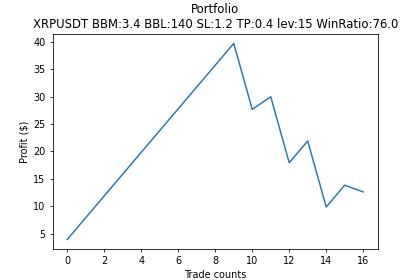 Portfolio
XRPUSDT BBM:3.4 BBL:140 SL:1.2 TP:0.4 lev:15 WinRatio:76.0
40
35
30
25
20
15
10
5
Profit ($)
0 2 4 6 8 10 12 14 16
Trade counts